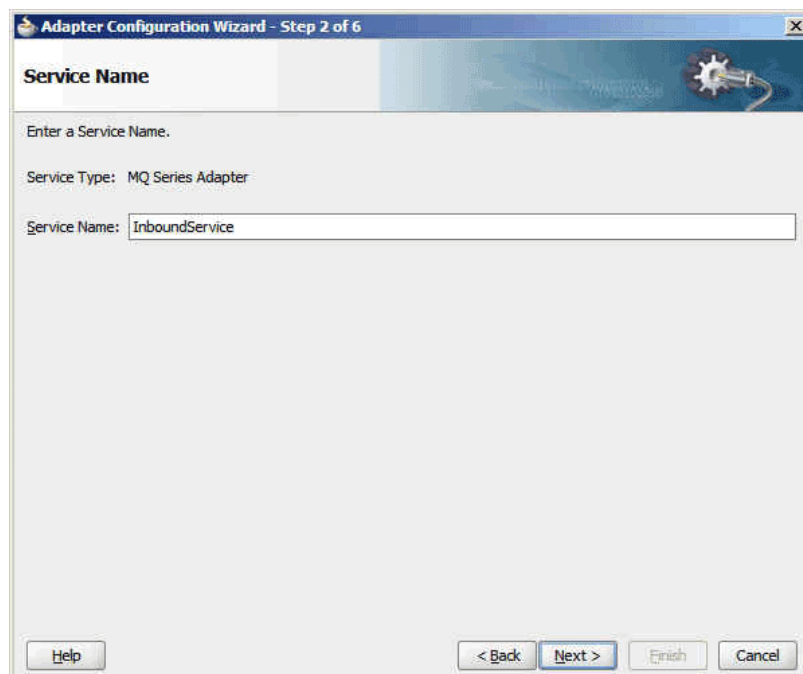 Adapter Configuration Wizard - Step 2 of 6
Service Name
Enter a Service Name.
Service Type: MQ Series Adapter
Service Name: InboundService
Help < Back Next > Finish Cancel